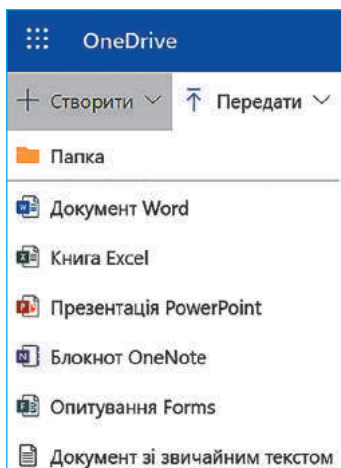 OneDrive
Створити Передати
Папка
Документ Word
Книга Excel
Презентація PowerPoint
Блокнот OneNote
Опитування Forms
Документ зі звичайним текстом